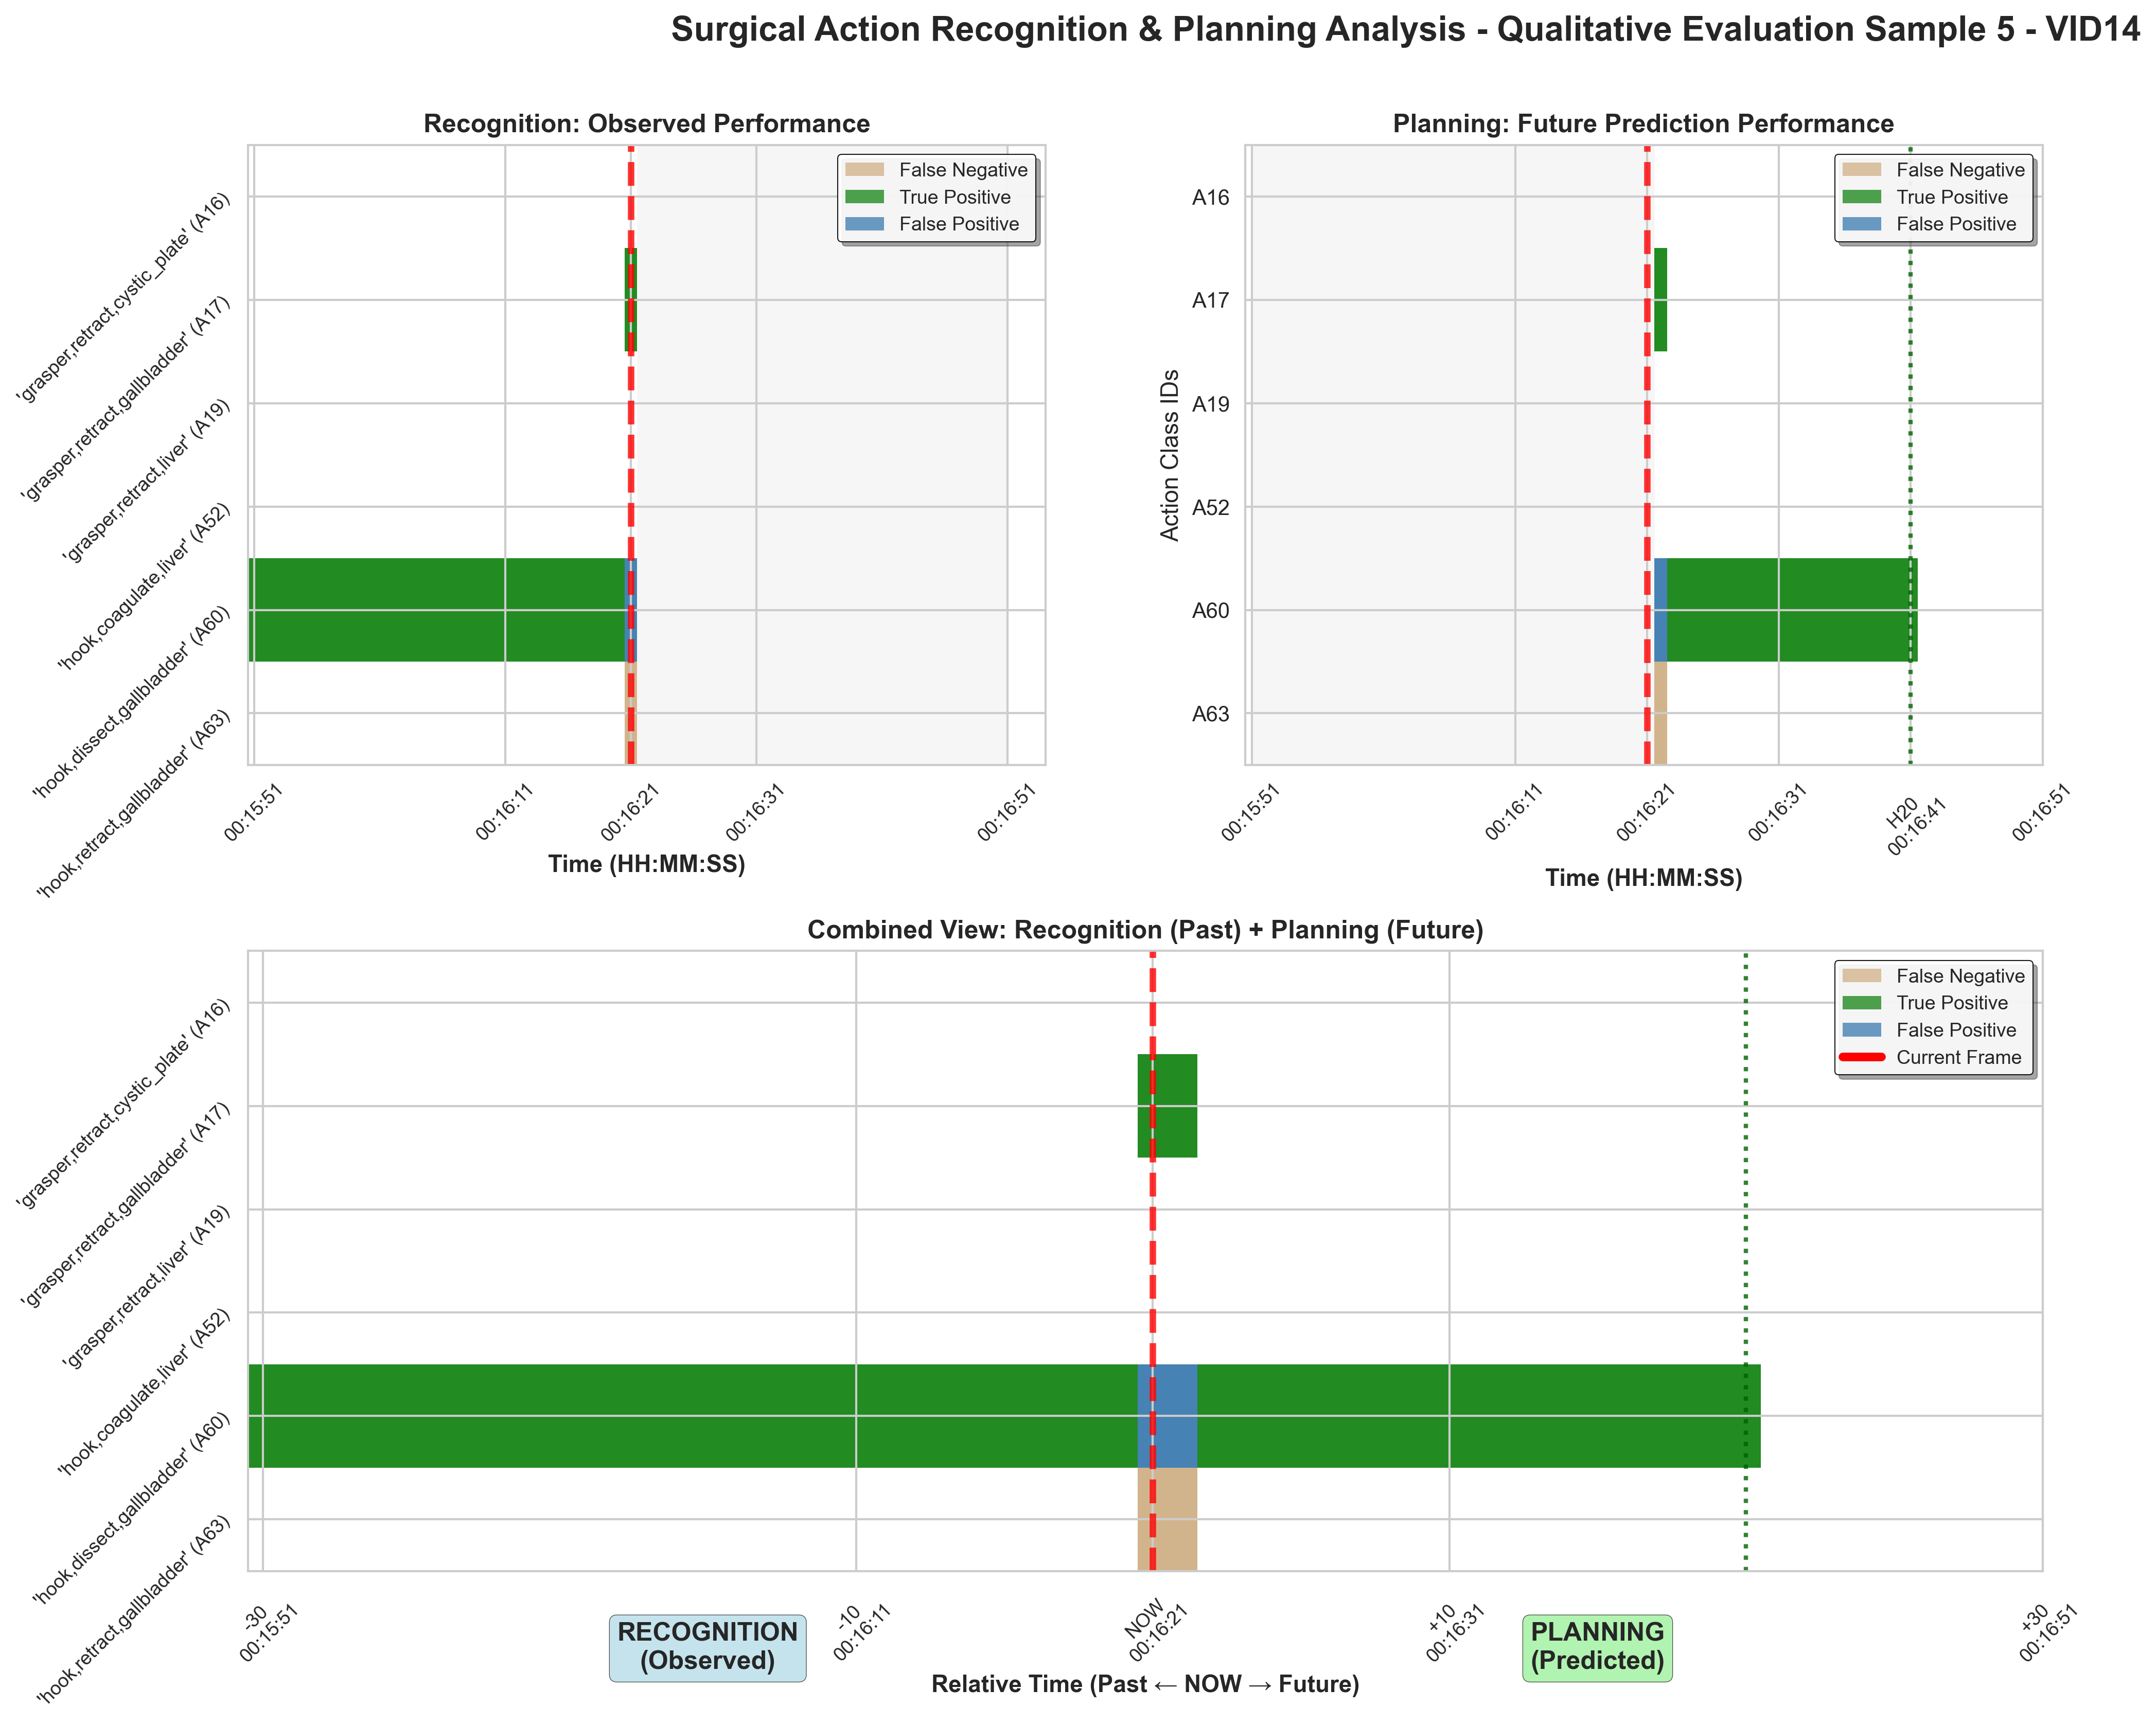 Surgical Action Recognition & Planning Analysis - Qualitative Evaluation Sample 5 - VID14
Recognition: Observed Performance
False Negative
True Positive
False Positive
'grasper,retract,cystic_plate' (A16)
'grasper,retract,gallbladder' (A17)
'grasper,retract,liver' (A19)
'hook,coagulate,liver' (A52)
'hook,dissect,gallbladder' (A60)
'hook,retract,gallbladder' (A63)
00:15:51
00:16:11
00:16:21
00:16:31
00:16:51
Time (HH:MM:SS)
Planning: Future Prediction Performance
False Negative
True Positive
False Positive
Action Class IDs
A16
A17
A19
A52
A60
A63
00:15:51
00:16:11
00:16:21
00:16:31
H20
00:16:41
00:16:51
Time (HH:MM:SS)
Combined View: Recognition (Past) + Planning (Future)
False Negative
True Positive
False Positive
Current Frame
'grasper,retract,cystic_plate' (A16)
'grasper,retract,gallbladder' (A17)
'grasper,retract,liver' (A19)
'hook,coagulate,liver' (A52)
'hook,dissect,gallbladder' (A60)
'hook,retract,gallbladder' (A63)
-30
00:15:51
-10
00:16:11
NOW
00:16:21
+10
00:16:31
+30
00:16:51
RECOGNITION
(Observed)
PLANNING
(Predicted)
Relative Time (Past ← NOW → Future)